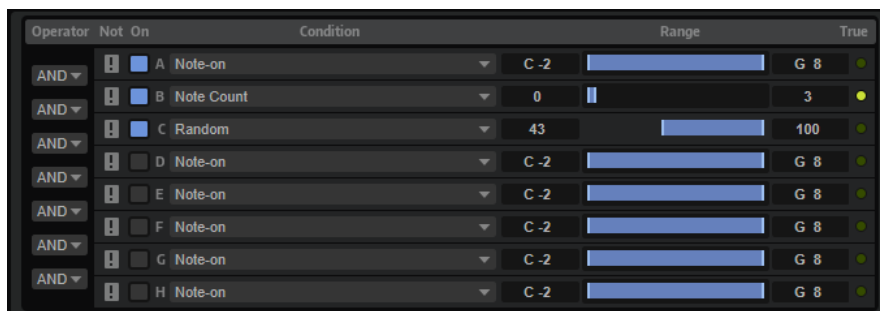 Operator Not On Condition Range True
A Note-on C -2 G 8
AND
B Note Count 0 3
AND
C Random 43 100
AND
D Note-on C -2 G 8
AND
E Note-on C -2 G 8
AND
F Note-on C -2 G 8
AND
G Note-on C -2 G 8
AND
H Note-on C -2 G 8